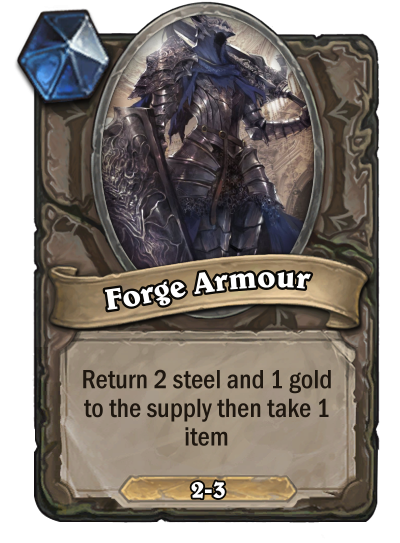 Forge Armour
Return 2 steel and 1 gold
to the supply then take 1
item
2-3